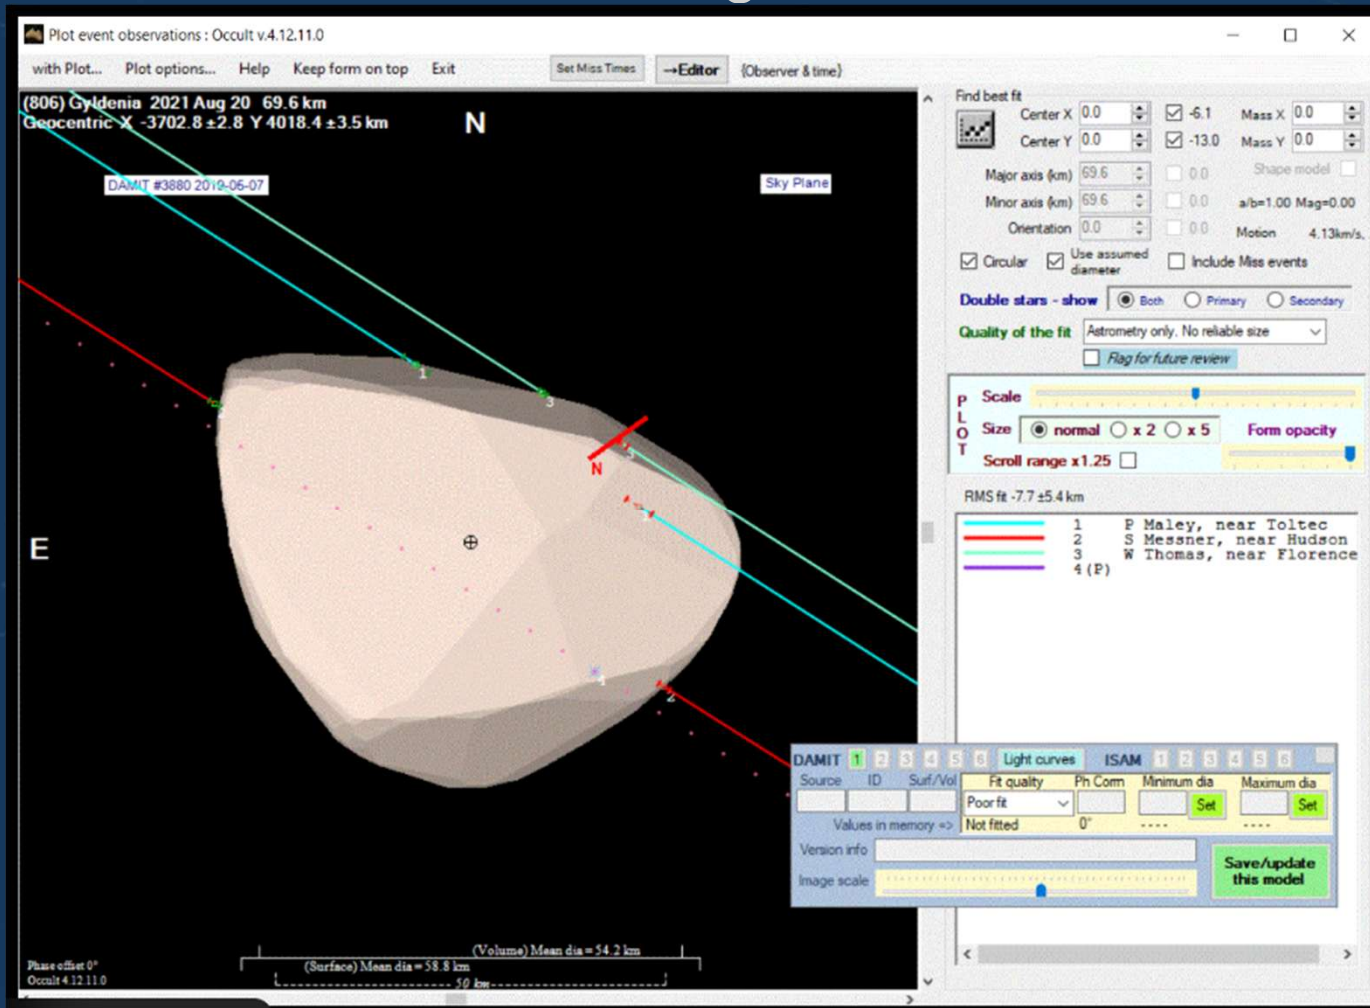 Plot event observations : Occult v.4.12.11.0
with Plot... Plot options... Help Keep form on top Exit Set Miss Times →Editor {Observer & time}
(806) Gyldenia 2021 Aug 20 69.6 km
Geocentric X -3702.8 ±2.8 Y 4018.4 ±3.5 km
N
DAMIT #3880 2019-06-07
Sky Plane
E
1
3
2
N
3
1
4
2
(Volume) Mean dia = 54.2 km
(Surface) Mean dia = 58.8 km
50 km
Phase offset 0°
Occult 4.12.11.0
Find best fit
Center X 0.0 -6.1 Mass X 0.0
Center Y 0.0 -13.0 Mass Y 0.0
Major axis (km) 69.6 0.0 Shape model
Minor axis (km) 69.6 0.0 a/b=1.00 Mag=0.00
Orientation 0.0 0.0 Motion 4.13km/s,
Circular Use assumed diameter Include Miss events
Double stars - show Both Primary Secondary
Quality of the fit Astrometry only. No reliable size
Flag for future review
PLOT
Scale
Size normal x 2 x 5 Form opacity
Scroll range x1.25
RMS fit -7.7 ±5.4 km
1 P Maley, near Toltec
2 S Messner, near Hudson
3 W Thomas, near Florence
4(P)
DAMIT 1 2 3 4 5 6 Light curves ISAM 1 2 3 4 5 6
Source ID Surf/Vol Fit quality Ph Corrn Minimum dia Maximum dia
Poor fit Set Set
Values in memory => Not fitted 0° ---- ----
Version info
Image scale
Save/update
this model